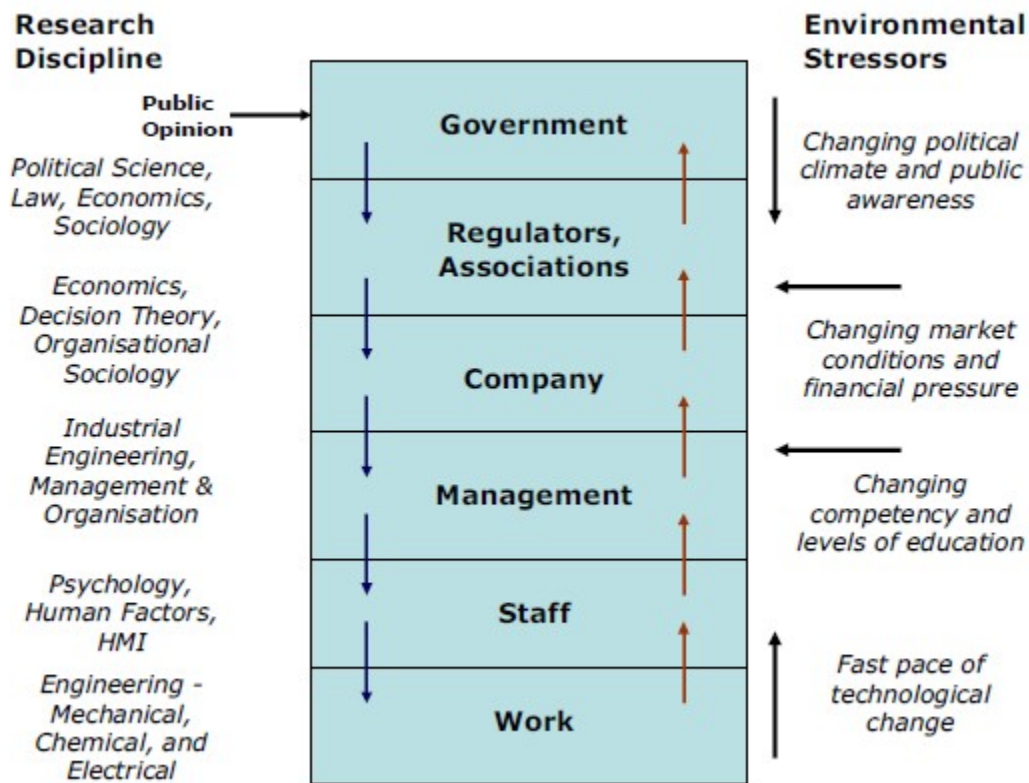 Research
Discipline
Public
Opinion
Political Science,
Law, Economics,
Sociology
Economics,
Decision Theory,
Organisational
Sociology
Industrial
Engineering,
Management &
Organisation
Psychology,
Human Factors,
HMI
Engineering -
Mechanical,
Chemical, and
Electrical
Government
Regulators,
Associations
Company
Management
Staff
Work
Environmental
Stressors
Changing political
climate and public
awareness
Changing market
conditions and
financial pressure
Changing
competency and
levels of education
Fast pace of
technological
change